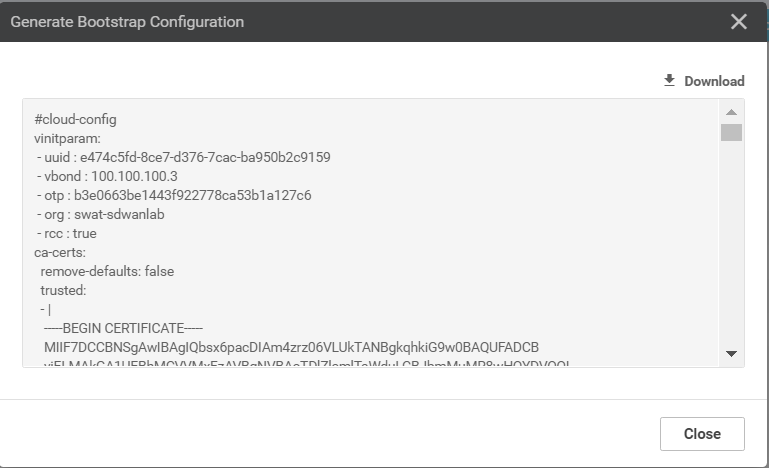 Generate Bootstrap Configuration
Download
#cloud-config
vinitparam:
- uuid : e474c5fd-8ce7-d376-7cac-ba950b2c9159
- vbond : 100.100.100.3
- otp : b3e0663be1443f922778ca53b1a127c6
- org : swat-sdwanlab
- rcc : true
ca-certs:
remove-defaults: false
trusted:
- |
-----BEGIN CERTIFICATE-----
MIIF7DCCBNSgAwIBAgIQbsx6pacDIAm4zrz06VLUkTANBgkqhkiG9w0BAQUFADCB
Close